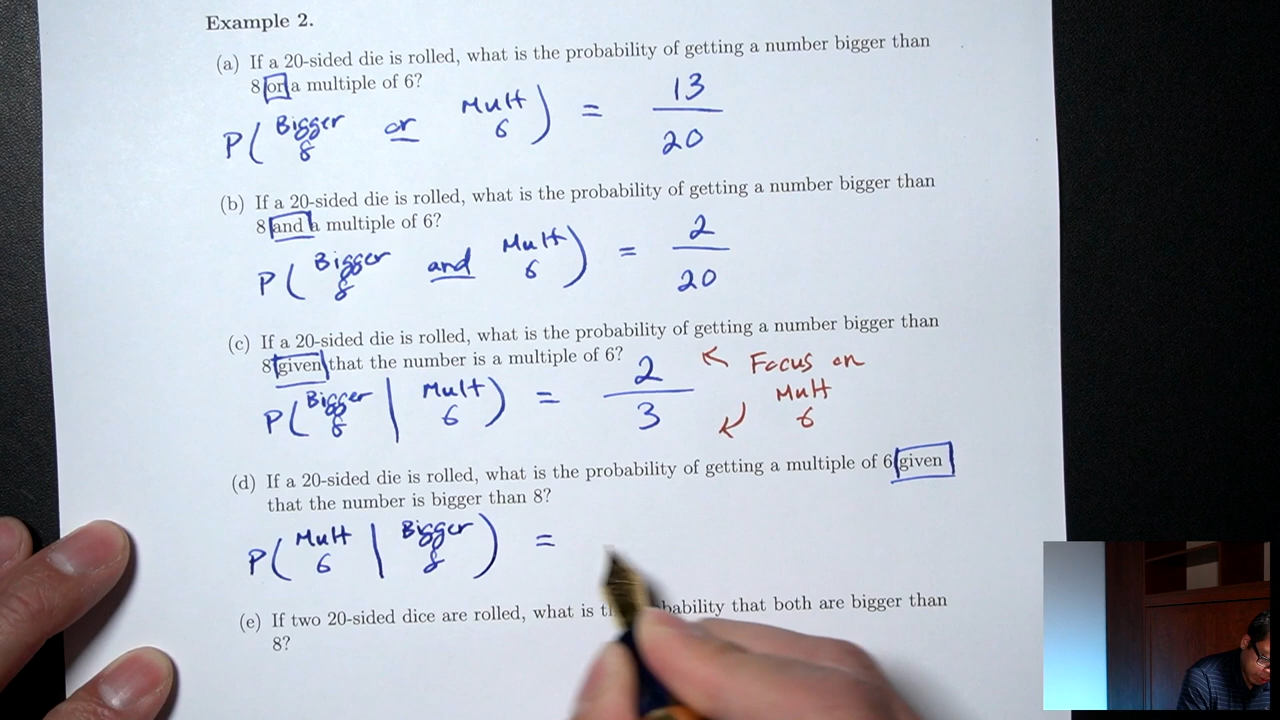 Example 2.
(a) If a 20-sided die is rolled, what is the probability of getting a number bigger than
8 or a multiple of 6?
P( Bigger 8 or Mult 6 ) = 13/20
(b) If a 20-sided die is rolled, what is the probability of getting a number bigger than
8 and a multiple of 6?
P( Bigger 8 and Mult 6 ) = 2/20
(c) If a 20-sided die is rolled, what is the probability of getting a number bigger than
8 given that the number is a multiple of 6?
P( Bigger 8 | Mult 6 ) = 2/3
Focus on
Mult
6
(d) If a 20-sided die is rolled, what is the probability of getting a multiple of 6 given
that the number is bigger than 8?
P( Mult 6 | Bigger 8 ) =
(e) If two 20-sided dice are rolled, what is that both are bigger than
8?